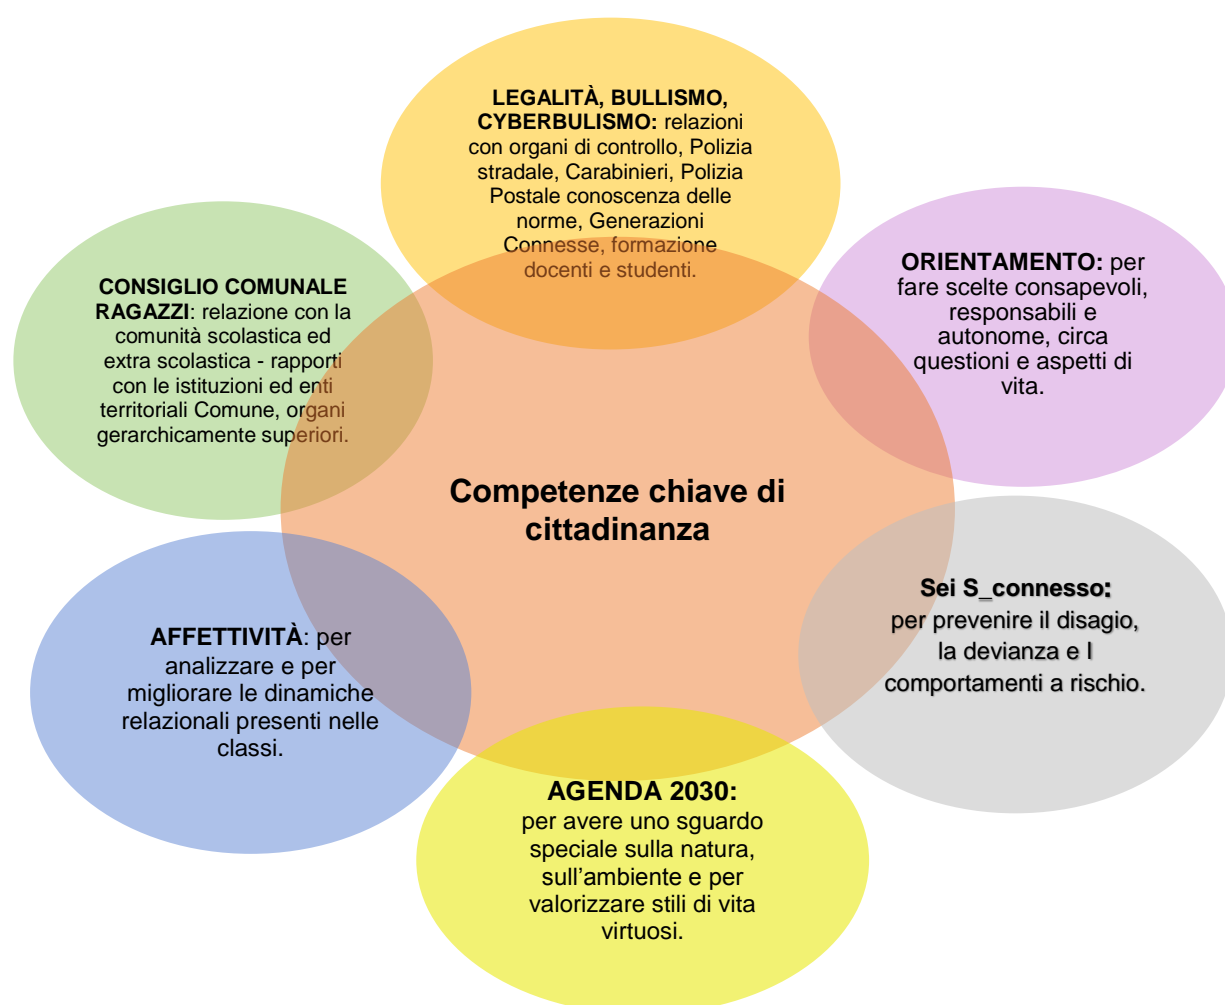 LEGALITÀ, BULLISMO,
CYBERBULISMO: relazioni
con organi di controllo, Polizia
stradale, Carabinieri, Polizia
Postale conoscenza delle
norme, Generazioni
Connesse, formazione
docenti e studenti.
ORIENTAMENTO: per
fare scelte consapevoli,
responsabili e
autonome, circa
questioni e aspetti di
vita.
CONSIGLIO COMUNALE
RAGAZZI: relazione con la
comunità scolastica ed
extra scolastica - rapporti
con le istituzioni ed enti
territoriali Comune, organi
gerarchicamente superiori.
Competenze chiave di
cittadinanza
Sei S_connesso:
per prevenire il disagio,
la devianza e I
comportamenti a rischio.
AFFETTIVITÀ: per
analizzare e per
migliorare le dinamiche
relazionali presenti nelle
classi.
AGENDA 2030:
per avere uno sguardo
speciale sulla natura,
sull’ambiente e per
valorizzare stili di vita
virtuosi.